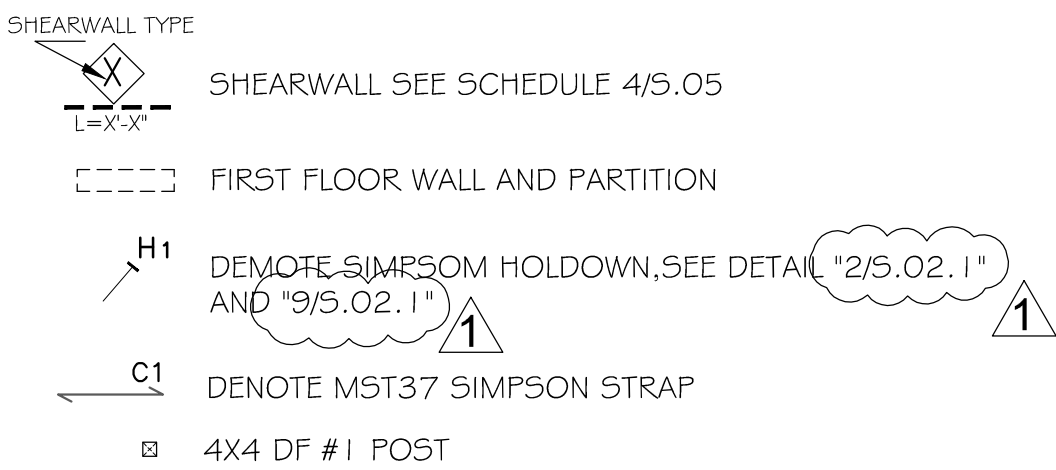 SHEARWALL TYPE
X
L=X'-X"
SHEARWALL SEE SCHEDULE 4/S.05
FIRST FLOOR WALL AND PARTITION
H1
DEMOTE SIMPSOM HOLDOWN,SEE DETAIL "2/S.02.1"
AND "9/S.02.1"
1
1
C1
DENOTE MST37 SIMPSON STRAP
4X4 DF #1 POST